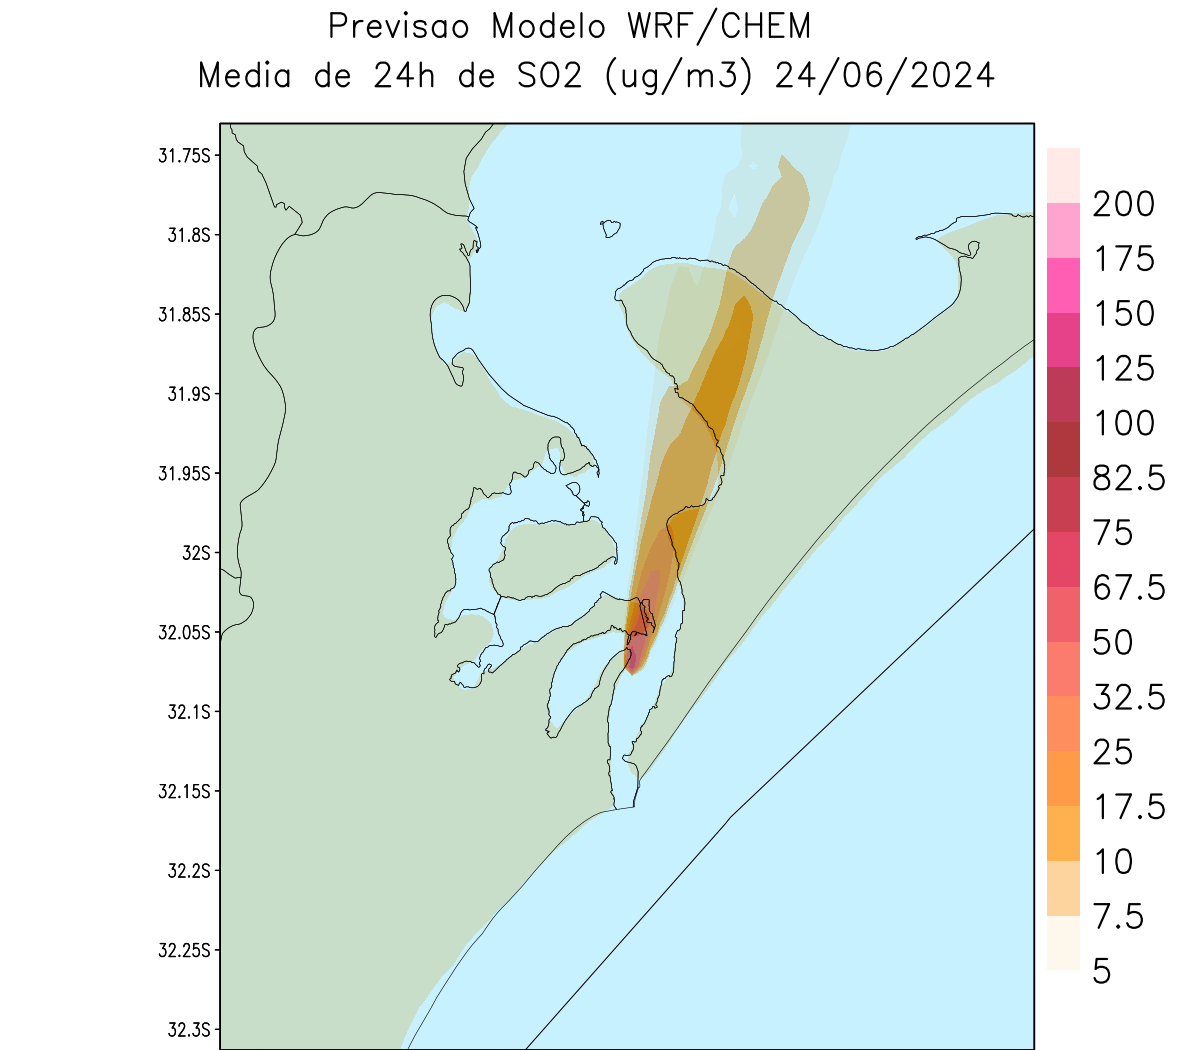 Previsao Modelo WRF/CHEM
Media de 24h de SO2 (ug/m3) 24/06/2024
31.75S
31.8S
31.85S
31.9S
31.95S
32S
32.05S
32.1S
32.15S
32.2S
32.25S
32.3S
200
175
150
125
100
82.5
75
67.5
50
32.5
25
17.5
10
7.5
5